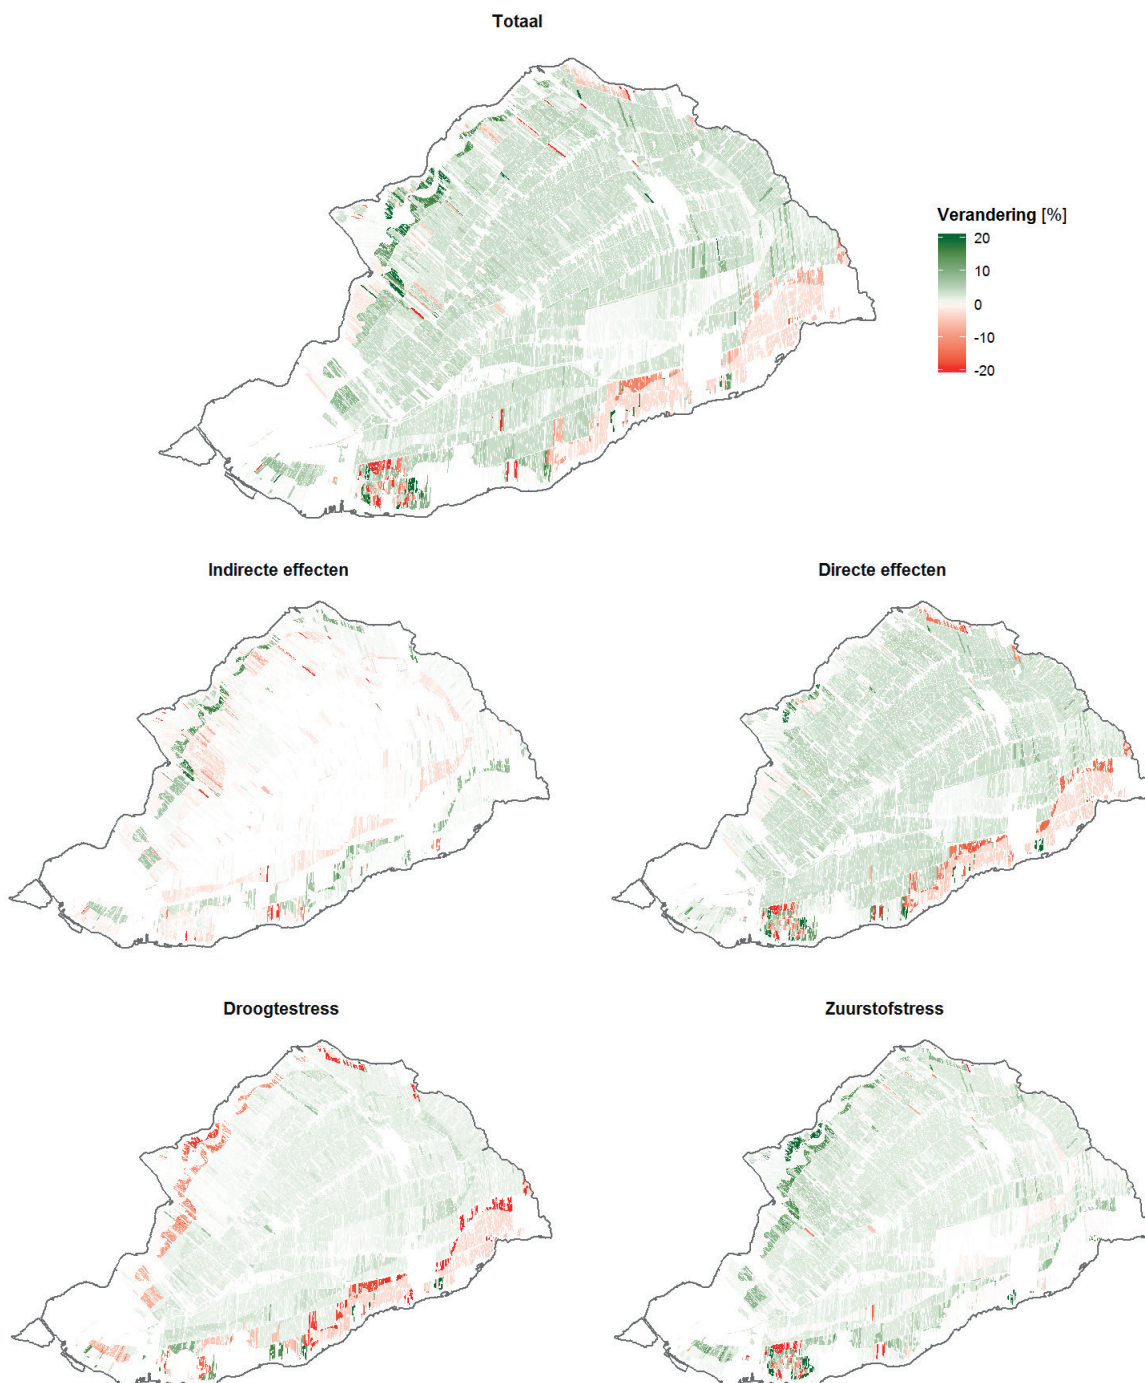 Totaal
Verandering [%]
20
10
0
-10
-20
Indirecte effecten
Directe effecten
Droogtestress
Zuurstofstress